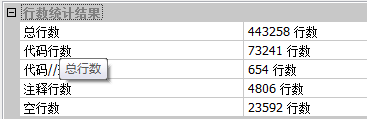 行数统计结果
总行数 443258 行数
代码行数 73241 行数
代码// 654 行数
总行数
注释行数 4806 行数
空行数 23592 行数